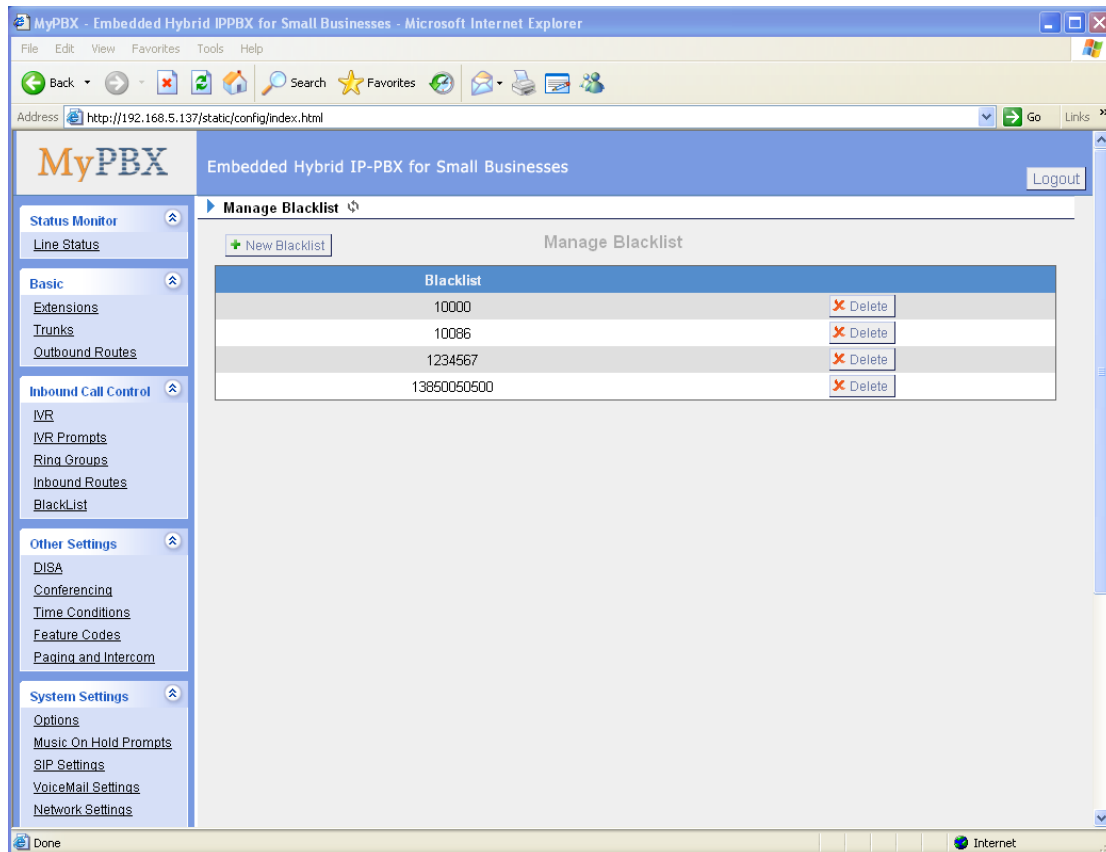 MyPBX - Embedded Hybrid IPPBX for Small Businesses - Microsoft Internet Explorer
File Edit View Favorites Tools Help
Back Search Favorites
Address http://192.168.5.137/static/config/index.html Go Links »
MyPBX
Embedded Hybrid IP-PBX for Small Businesses
Logout
Status Monitor
Line Status
Basic
Extensions
Trunks
Outbound Routes
Inbound Call Control
IVR
IVR Prompts
Ring Groups
Inbound Routes
BlackList
Other Settings
DISA
Conferencing
Time Conditions
Feature Codes
Paging and Intercom
System Settings
Options
Music On Hold Prompts
SIP Settings
VoiceMail Settings
Network Settings
Manage Blacklist
New Blacklist
Manage Blacklist
Blacklist
10000 Delete
10086 Delete
1234567 Delete
13850050500 Delete
Done
Internet